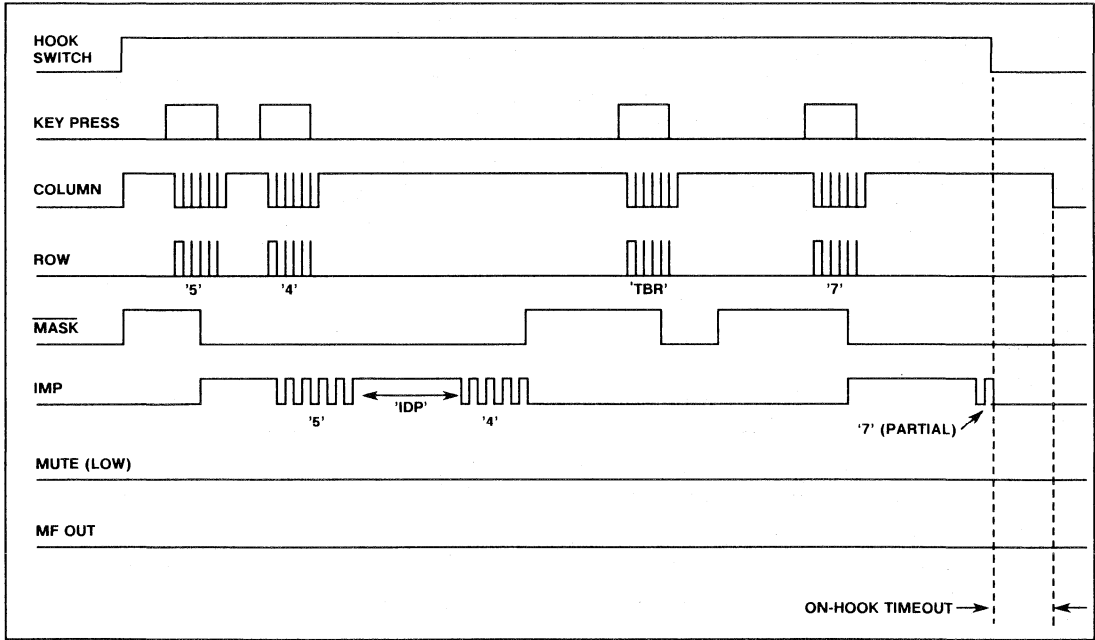 HOOK
SWITCH
KEY PRESS
COLUMN
ROW
'5' '4' 'TBR' '7'
MASK
IMP
'5' 'IDP' '4' '7' (PARTIAL)
MUTE (LOW)
MF OUT
ON-HOOK TIMEOUT